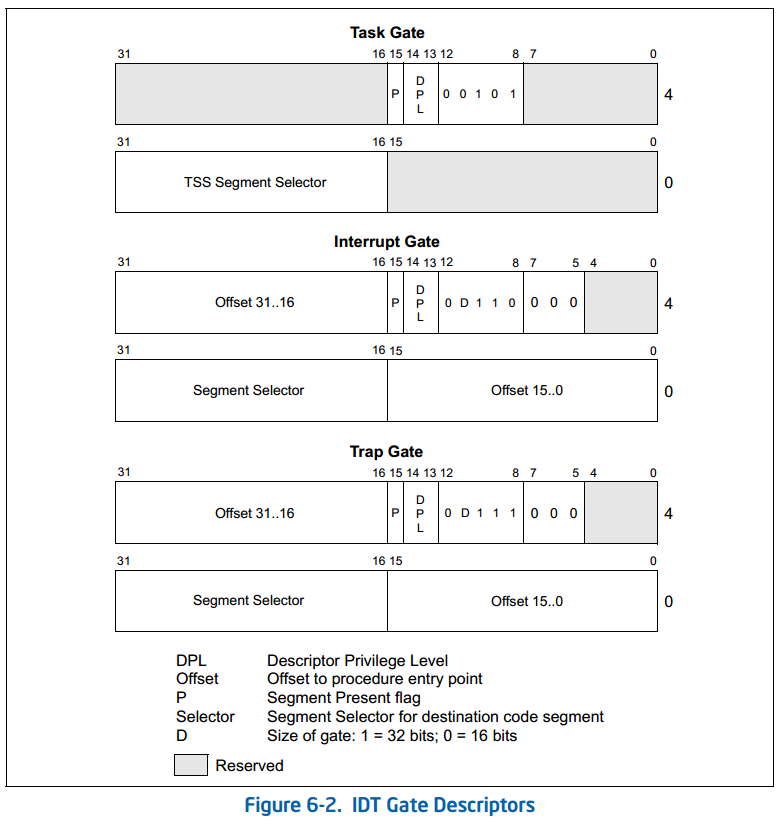 Task Gate
31 16 15 14 13 12 8 7 0
P D P L 0 0 1 0 1 4
31 16 15 0
TSS Segment Selector 0
Interrupt Gate
31 16 15 14 13 12 8 7 5 4 0
Offset 31..16 P D P L 0 D 1 1 0 0 0 0 4
31 16 15 0
Segment Selector Offset 15..0 0
Trap Gate
31 16 15 14 13 12 8 7 5 4 0
Offset 31..16 P D P L 0 D 1 1 1 0 0 0 4
31 16 15 0
Segment Selector Offset 15..0 0
DPL Descriptor Privilege Level
Offset Offset to procedure entry point
P Segment Present flag
Selector Segment Selector for destination code segment
D Size of gate: 1 = 32 bits; 0 = 16 bits
Reserved
Figure 6-2. IDT Gate Descriptors